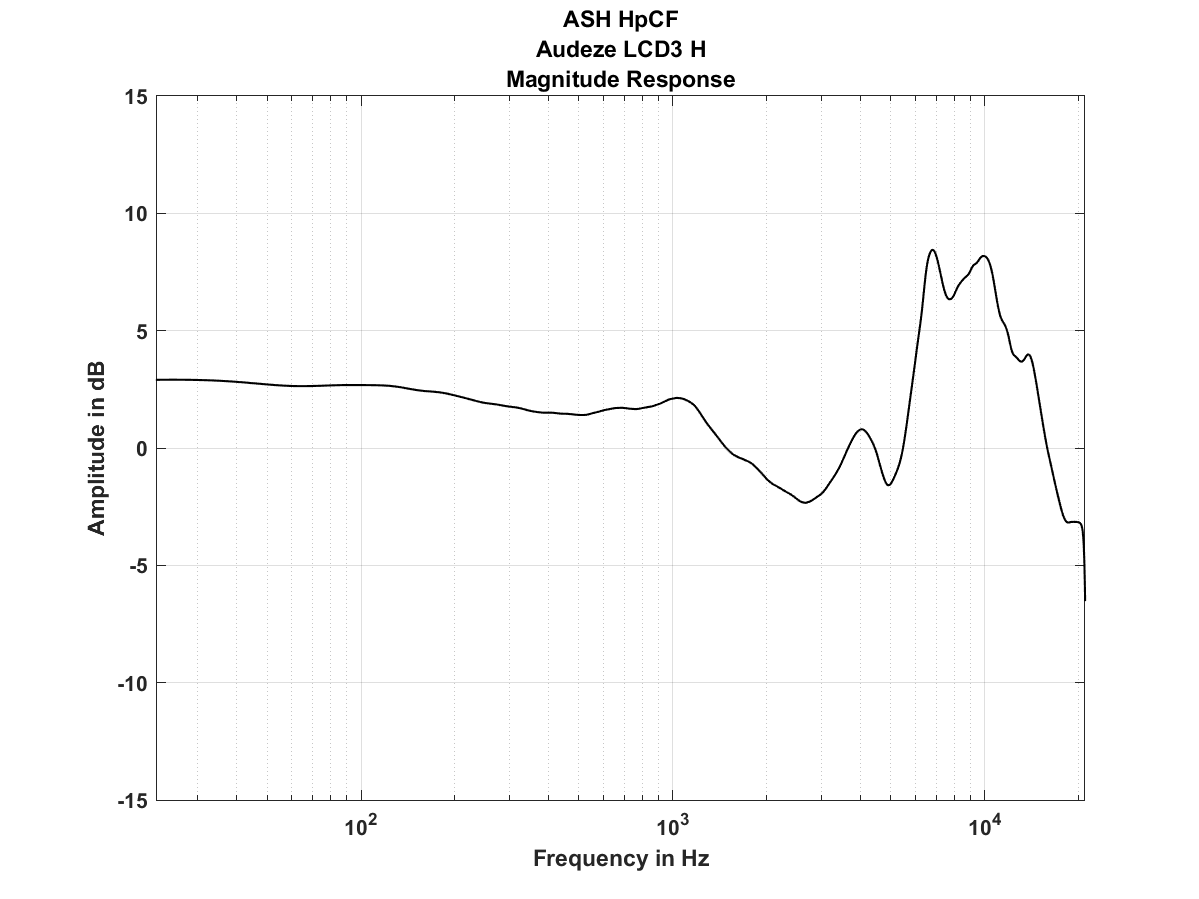 ASH HpCF
Audeze LCD3 H
Magnitude Response
15
10
5
0
-5
-10
-15
Amplitude in dB
10^2
10^3
10^4
Frequency in Hz